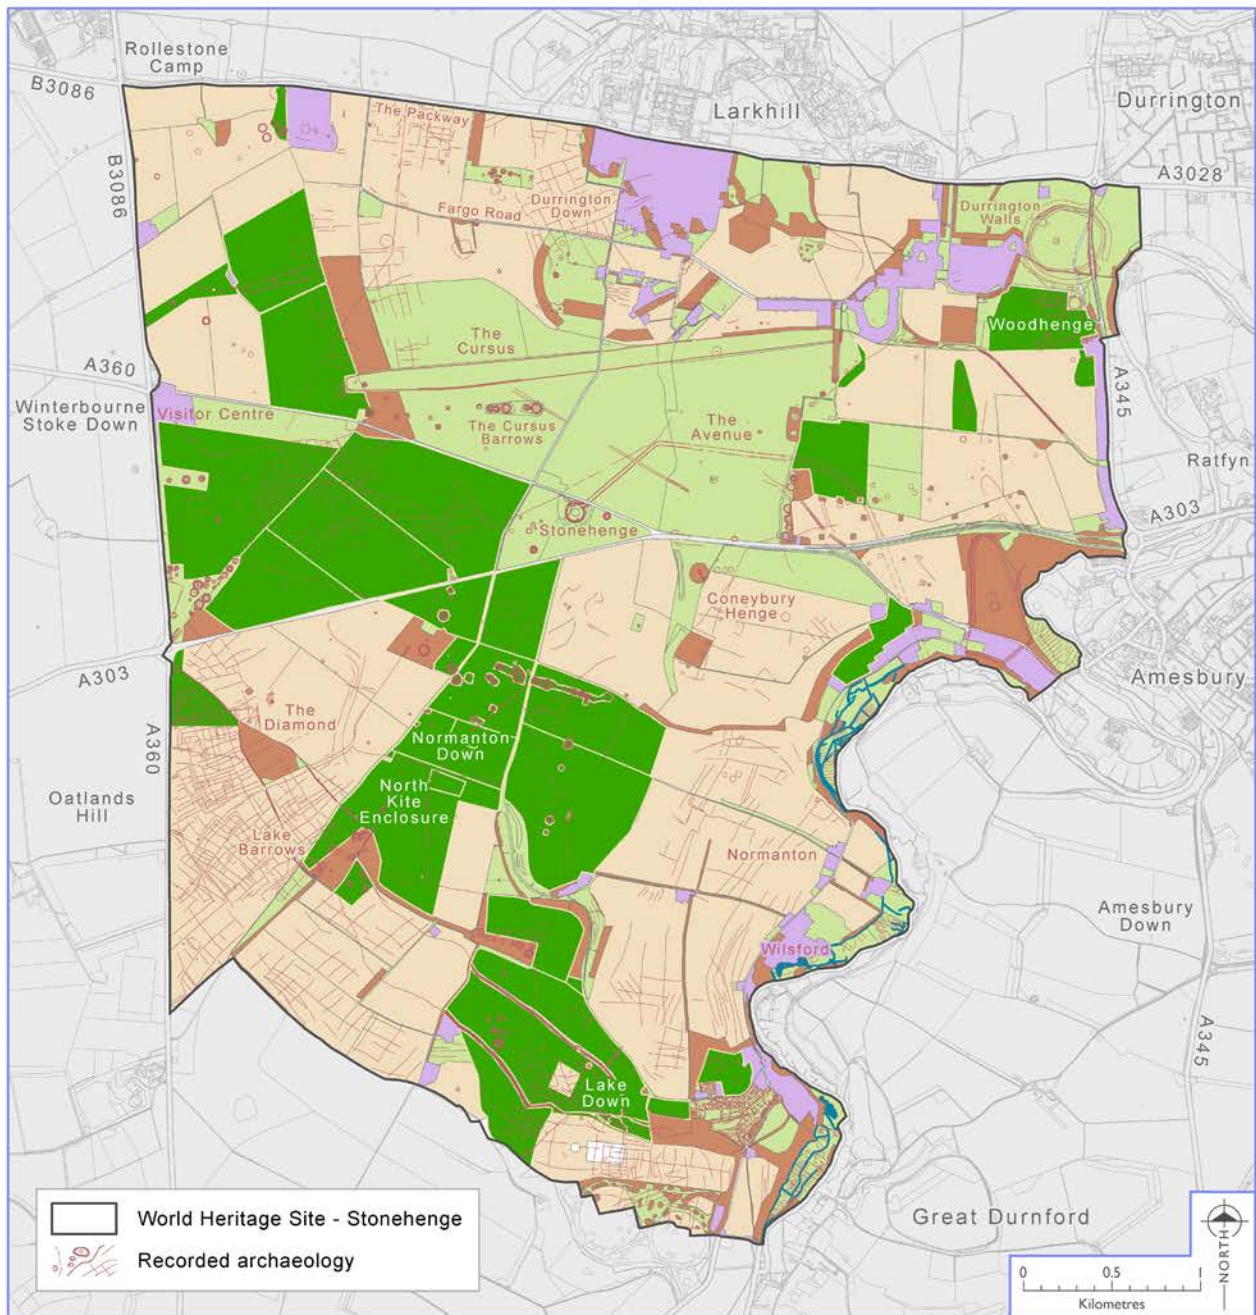 Rollestone
Camp
B3086
The Packway
Larkhill
Durrington
B3086
A3028
Fargo Road
Durrington
Down
Durrington
Walls
Woodhenge
The
Cursus
A360
Winterbourne
Stoke Down
Visitor Centre
The Cursus
Barrows
The
Avenue
A345
Ratfyn
A303
Stonehenge
Coneybury
Henge
A303
Amesbury
The
Diamond
A360
Normanton
Down
North
Kite
Enclosure
Oatlands
Hill
Lake
Barrows
Normanton
Amesbury
Down
Wilsford
A345
Lake
Down
Great Durnford
World Heritage Site - Stonehenge
Recorded archaeology
NORTH
0 0.5 1
Kilometres